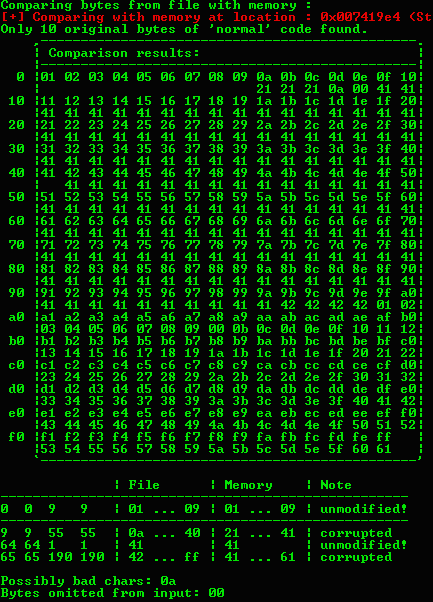 Comparing bytes from file with memory :
[+] Comparing with memory at location : 0x007419e4 (St
Only 10 original bytes of 'normal' code found.
,-----------------------------------------------.
| Comparison results:
|-----------------------------------------------|
0 |01 02 03 04 05 06 07 08 09 0a 0b 0c 0d 0e 0f 10|
| 21 21 21 0a 00 41 41|
10 |11 12 13 14 15 16 17 18 19 1a 1b 1c 1d 1e 1f 20|
|41 41 41 41 41 41 41 41 41 41 41 41 41 41 41 41|
20 |21 22 23 24 25 26 27 28 29 2a 2b 2c 2d 2e 2f 30|
|41 41 41 41 41 41 41 41 41 41 41 41 41 41 41 41|
30 |31 32 33 34 35 36 37 38 39 3a 3b 3c 3d 3e 3f 40|
|41 41 41 41 41 41 41 41 41 41 41 41 41 41 41 41|
40 |41 42 43 44 45 46 47 48 49 4a 4b 4c 4d 4e 4f 50|
| 41 41 41 41 41 41 41 41 41 41 41 41 41 41 41|
50 |51 52 53 54 55 56 57 58 59 5a 5b 5c 5d 5e 5f 60|
|41 41 41 41 41 41 41 41 41 41 41 41 41 41 41 41|
60 |61 62 63 64 65 66 67 68 69 6a 6b 6c 6d 6e 6f 70|
|41 41 41 41 41 41 41 41 41 41 41 41 41 41 41 41|
70 |71 72 73 74 75 76 77 78 79 7a 7b 7c 7d 7e 7f 80|
|41 41 41 41 41 41 41 41 41 41 41 41 41 41 41 41|
80 |81 82 83 84 85 86 87 88 89 8a 8b 8c 8d 8e 8f 90|
|41 41 41 41 41 41 41 41 41 41 41 41 41 41 41 41|
90 |91 92 93 94 95 96 97 98 99 9a 9b 9c 9d 9e 9f a0|
|41 41 41 41 41 41 41 41 41 41 42 42 42 42 01 02|
a0 |a1 a2 a3 a4 a5 a6 a7 a8 a9 aa ab ac ad ae af b0|
|03 04 05 06 07 08 09 00 0b 0c 0d 0e 0f 10 11 12|
b0 |b1 b2 b3 b4 b5 b6 b7 b8 b9 ba bb bc bd be bf c0|
|13 14 15 16 17 18 19 1a 1b 1c 1d 1e 1f 20 21 22|
c0 |c1 c2 c3 c4 c5 c6 c7 c8 c9 ca cb cc cd ce cf d0|
|23 24 25 26 27 28 29 2a 2b 2c 2d 2e 2f 30 31 32|
d0 |d1 d2 d3 d4 d5 d6 d7 d8 d9 da db dc dd de df e0|
|33 34 35 36 37 38 39 3a 3b 3c 3d 3e 3f 40 41 42|
e0 |e1 e2 e3 e4 e5 e6 e7 e8 e9 ea eb ec ed ee ef f0|
|43 44 45 46 47 48 49 4a 4b 4c 4d 4e 4f 50 51 52|
f0 |f1 f2 f3 f4 f5 f6 f7 f8 f9 fa fb fc fd fe ff |
|53 54 55 56 57 58 59 5a 5b 5c 5d 5e 5f 60 61 |
`-----------------------------------------------'
| File | Memory | Note
0 0 9 9 | 01 ... 09 | 01 ... 09 | unmodified!
9 9 55 55 | 0a ... 40 | 21 ... 41 | corrupted
64 64 1 1 | 41 | 41 | unmodified!
65 65 190 190 | 42 ... ff | 41 ... 61 | corrupted
Possibly bad chars: 0a
Bytes omitted from input: 00